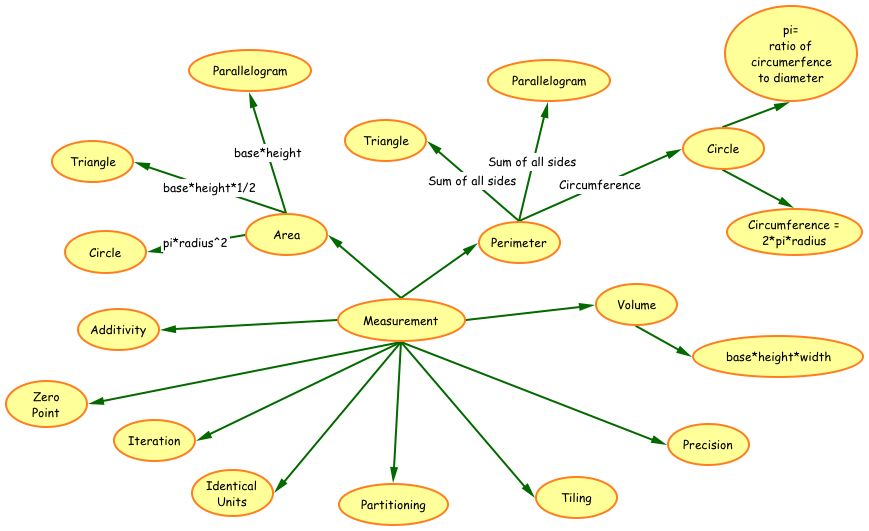 pi=
ratio of
circumerfence
to diameter
Parallelogram
Parallelogram
Triangle
Circle
base*height
Triangle
Sum of all sides
Sum of all sides
base*height*1/2
Circumference
Circumference =
2*pi*radius
Area
Perimeter
Circle
pi*radius^2
Volume
Measurement
Additivity
base*height*width
Zero
Point
Iteration
Precision
Identical
Units
Partitioning
Tiling